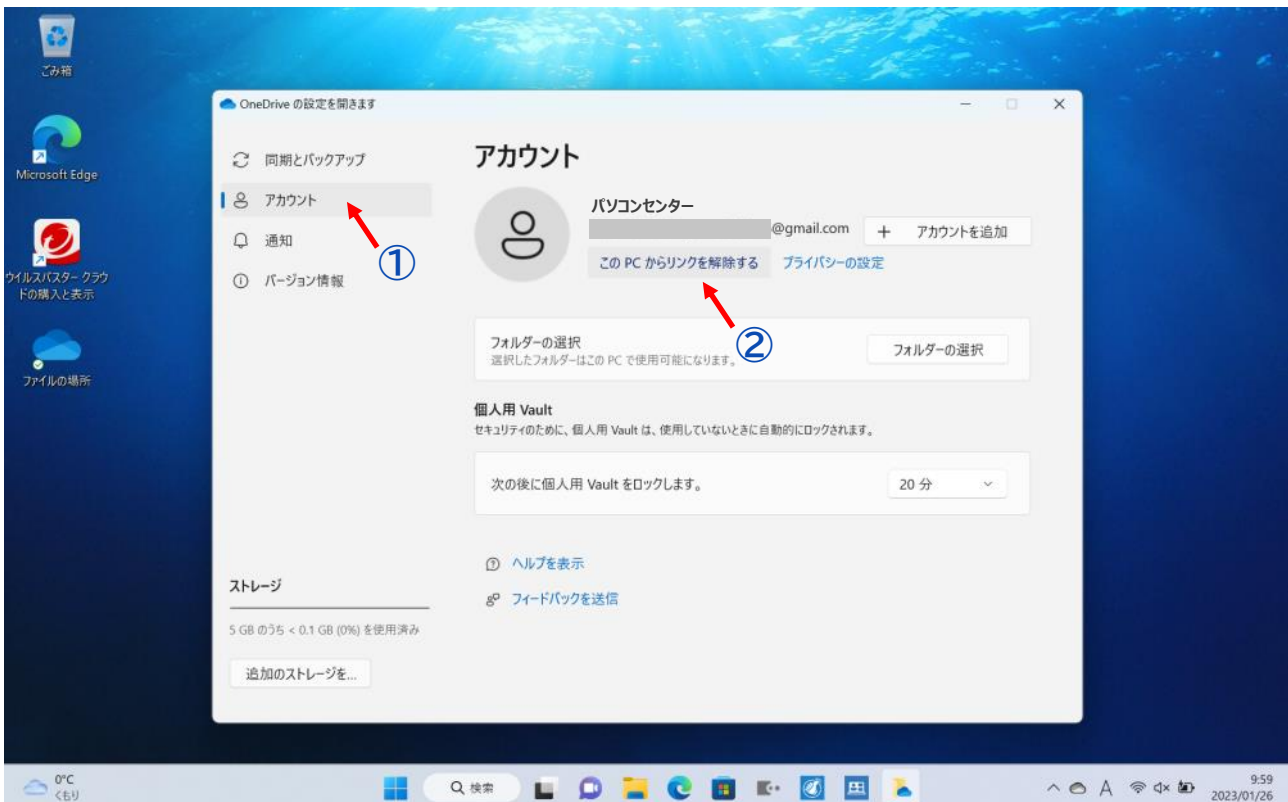 ごみ箱
Microsoft Edge
ウイルスバスター クラウ
ドの購入と表示
ファイルの場所
OneDrive の設定を開きます
同期とバックアップ
アカウント
通知
バージョン情報
①
アカウント
パソコンセンター
@gmail.com
+ アカウントを追加
この PC からリンクを解除する
プライバシーの設定
②
フォルダーの選択
選択したフォルダーはこの PC で使用可能になります。
フォルダーの選択
個人用 Vault
セキュリティのために、個人用 Vault は、使用していないときに自動的にロックされます。
次の後に個人用 Vault をロックします。
20 分
ヘルプを表示
フィードバックを送信
ストレージ
5 GB のうち < 0.1 GB (0%) を使用済み
追加のストレージを...
0°C
くもり
検索
A
9:59
2023/01/26